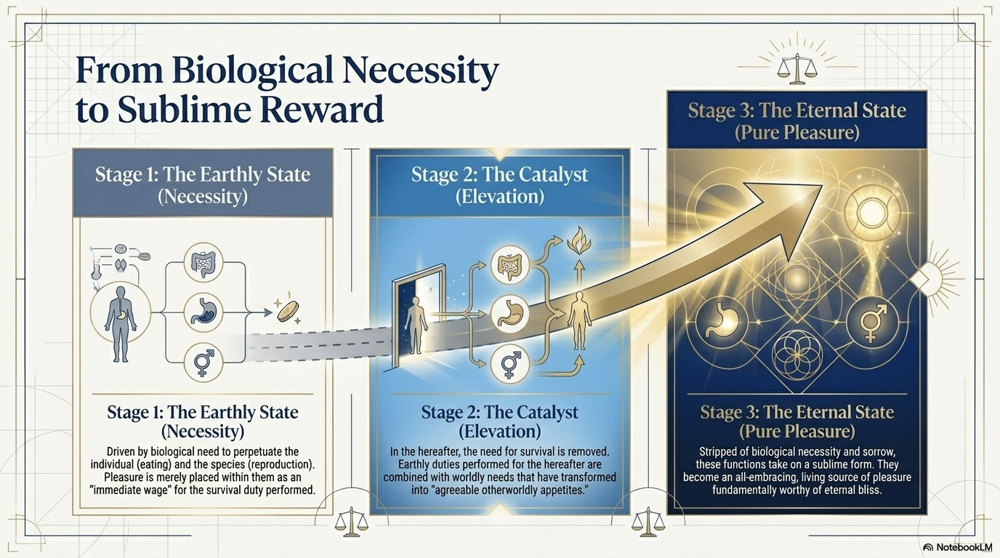 From Biological Necessity
to Sublime Reward
Stage 1: The Earthly State
(Necessity)
Stage 1: The Earthly State
(Necessity)
Driven by biological need to perpetuate the
individual (eating) and the species (reproduction).
Pleasure is merely placed within them as an
"immediate wage" for the survival duty performed.
Stage 2: The Catalyst
(Elevation)
Stage 2: The Catalyst
(Elevation)
In the hereafter, the need for survival is removed.
Earthly duties performed for the hereafter are
combined with worldly needs that have transformed
into "agreeable otherworldly appetites."
Stage 3: The Eternal State
(Pure Pleasure)
Stage 3: The Eternal State
(Pure Pleasure)
Stripped of biological necessity and sorrow,
these functions take on a sublime form. They
become an all-embracing, living source of pleasure
fundamentally worthy of eternal bliss.
NotebookLM